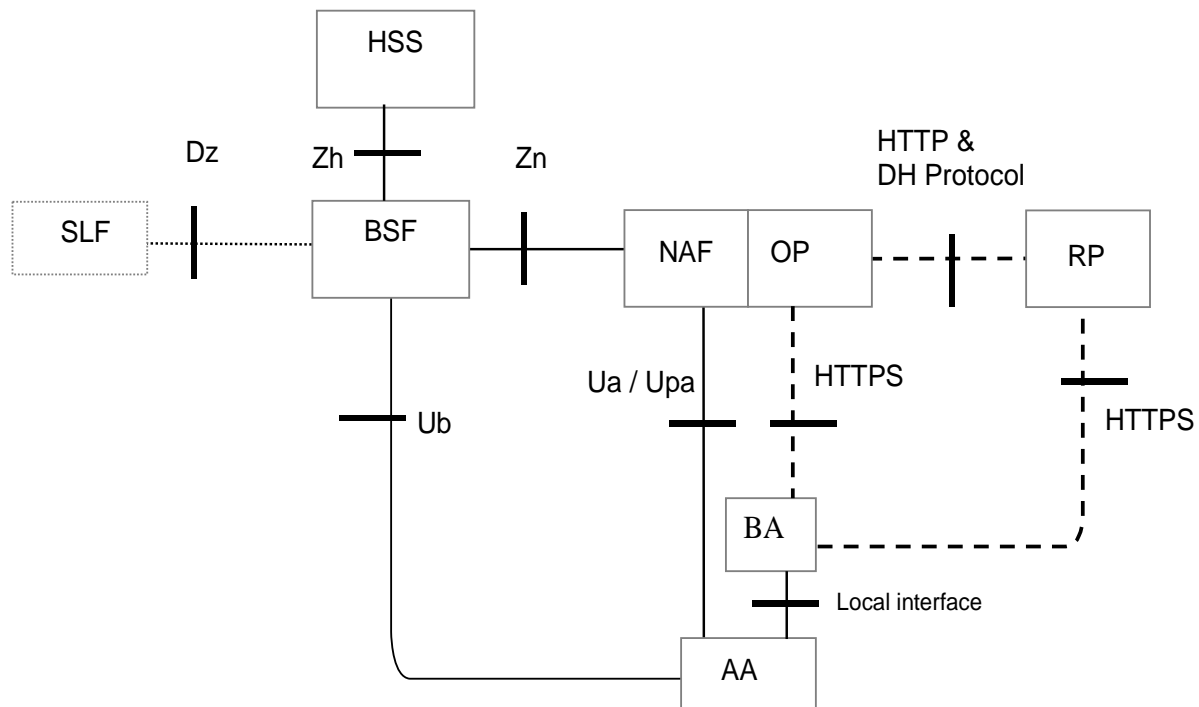 HSS
Dz
Zh
Zn
HTTP &
DH Protocol
SLF
BSF
NAF
OP
RP
Ua / Upa
HTTPS
HTTPS
Ub
BA
Local interface
AA